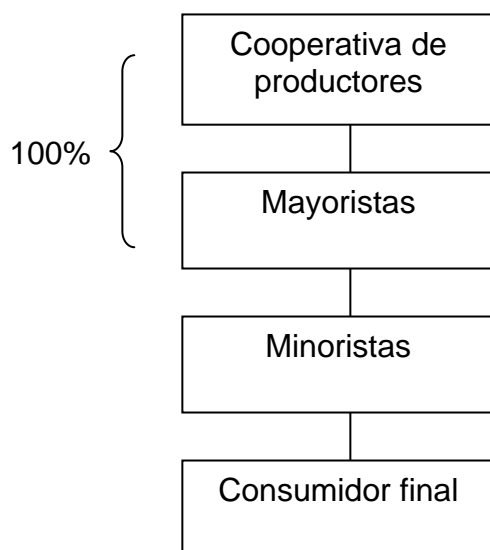 Cooperativa de
productores
100%
Mayoristas
Minoristas
Consumidor final